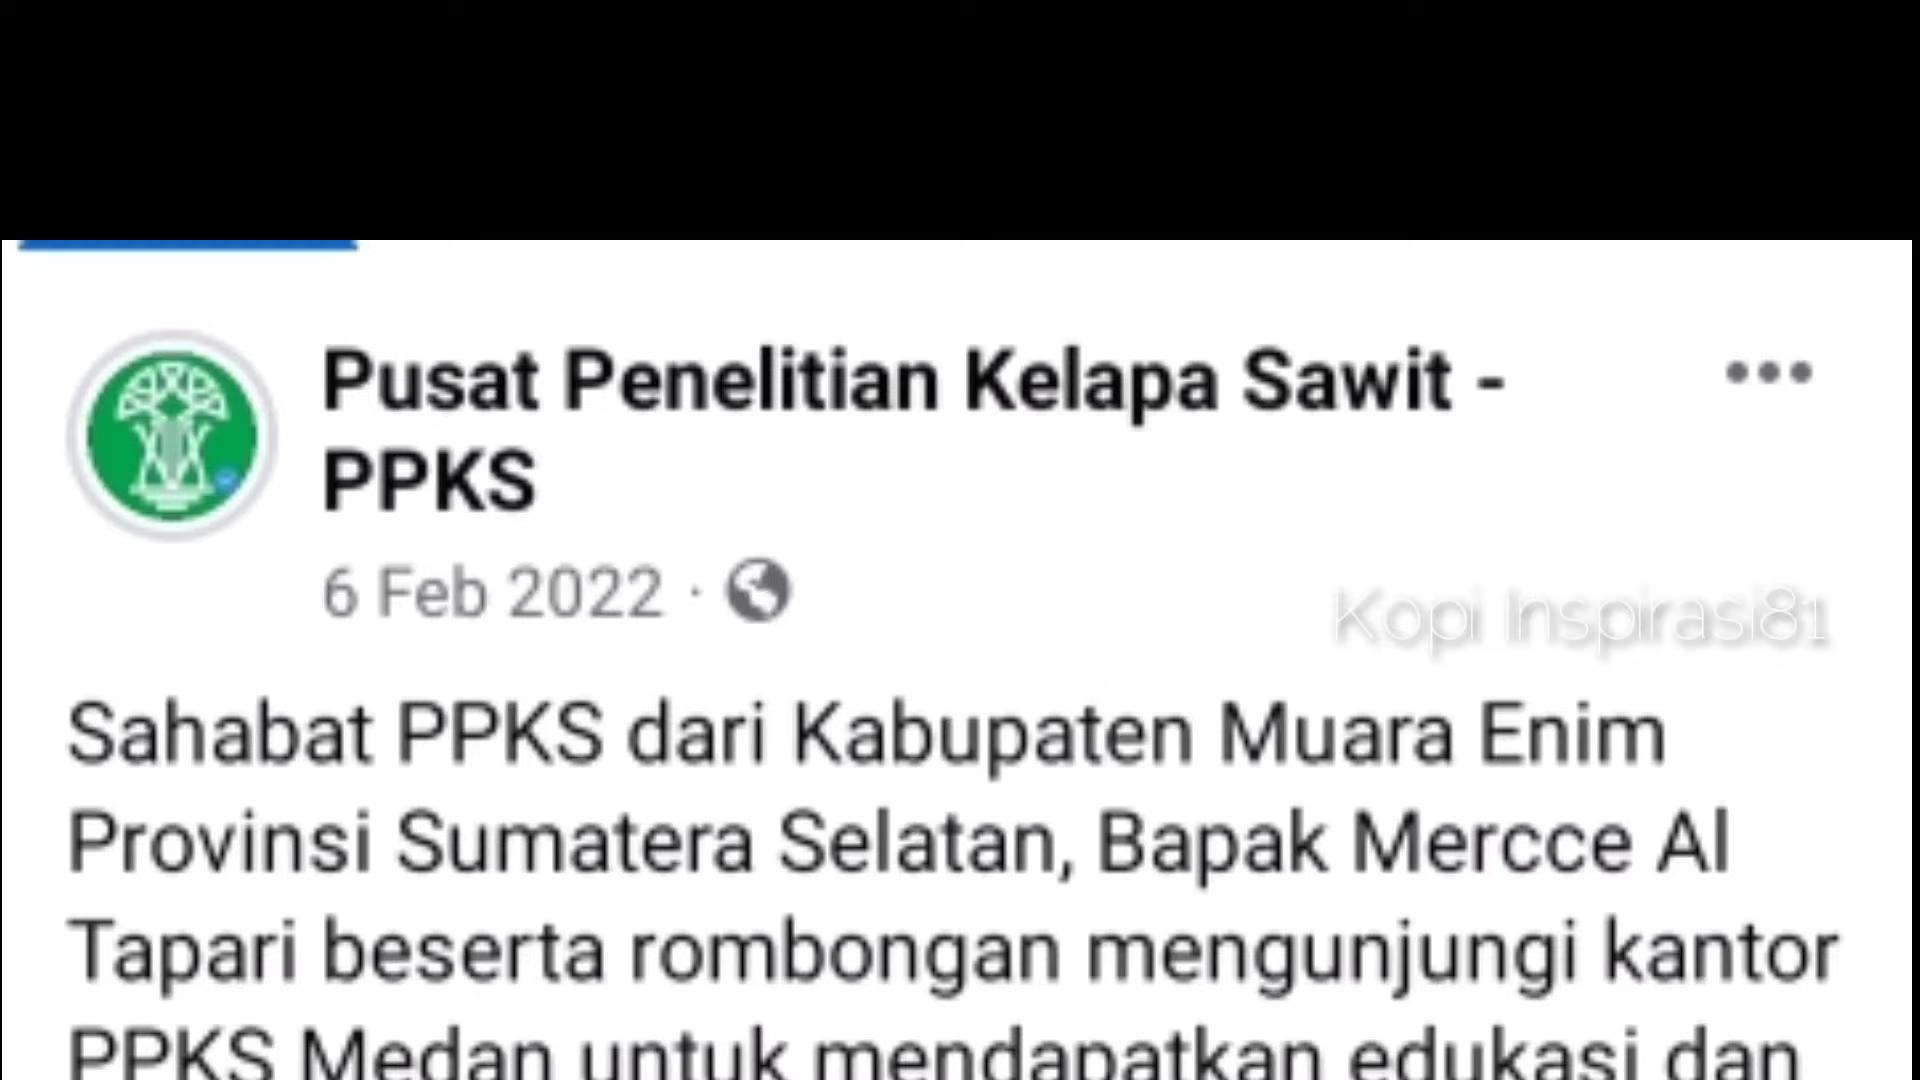 Pusat Penelitian Kelapa Sawit -
PPKS
6 Feb 2022 ·
Kopi Inspirasi81
Sahabat PPKS dari Kabupaten Muara Enim
Provinsi Sumatera Selatan, Bapak Mercce Al
Tapari beserta rombongan mengunjungi kantor
PPKS Medan untuk mendapatkan edukasi dan